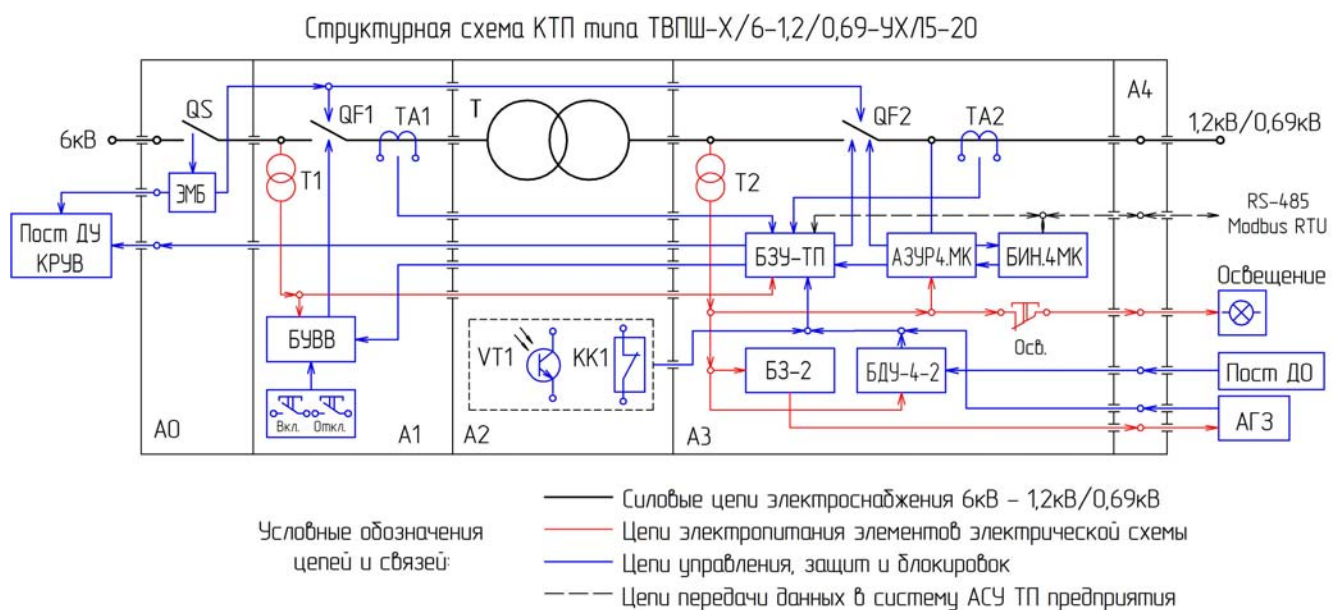 Структурная схема КТП типа ТВПШ-Х/6-1,2/0,69-УХЛ5-20
QS
QF1
TA1
T
QF2
TA2
A4
6кВ
1,2кВ/0,69кВ
ЭМБ
T1
T2
RS-485
Modbus RTU
Пост ДУ
КРУВ
БЗУ-ТП
АЗУР4.МК
БИН.4МК
Освещение
БУВВ
VT1
KK1
Осв.
БЗ-2
БДУ-4-2
Пост ДО
Вкл. Откл.
АГЗ
A0
A1
A2
A3
Условные обозначения
цепей и связей:
Силовые цепи электроснабжения 6кВ - 1,2кВ/0,69кВ
Цепи электропитания элементов электрической схемы
Цепи управления, защит и блокировок
Цепи передачи данных в систему АСУ ТП предприятия